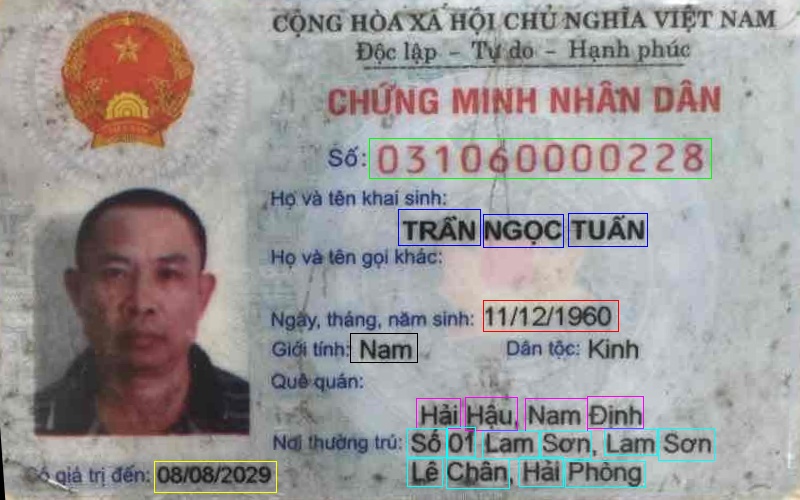 CỘNG HÒA XÃ HỘI CHỦ NGHĨA VIỆT NAM
Độc lập - Tự do - Hạnh phúc
CHỨNG MINH NHÂN DÂN
Số: 031060000228
Họ và tên khai sinh:
TRẦN NGỌC TUẤN
Họ và tên gọi khác:
Ngày, tháng, năm sinh: 11/12/1960
Giới tính: Nam Dân tộc: Kinh
Quê quán:
Hải Hậu, Nam Định
Nơi thường trú: Số 01 Lam Sơn, Lam Sơn
Lê Chân, Hải Phòng
Có giá trị đến: 08/08/2029